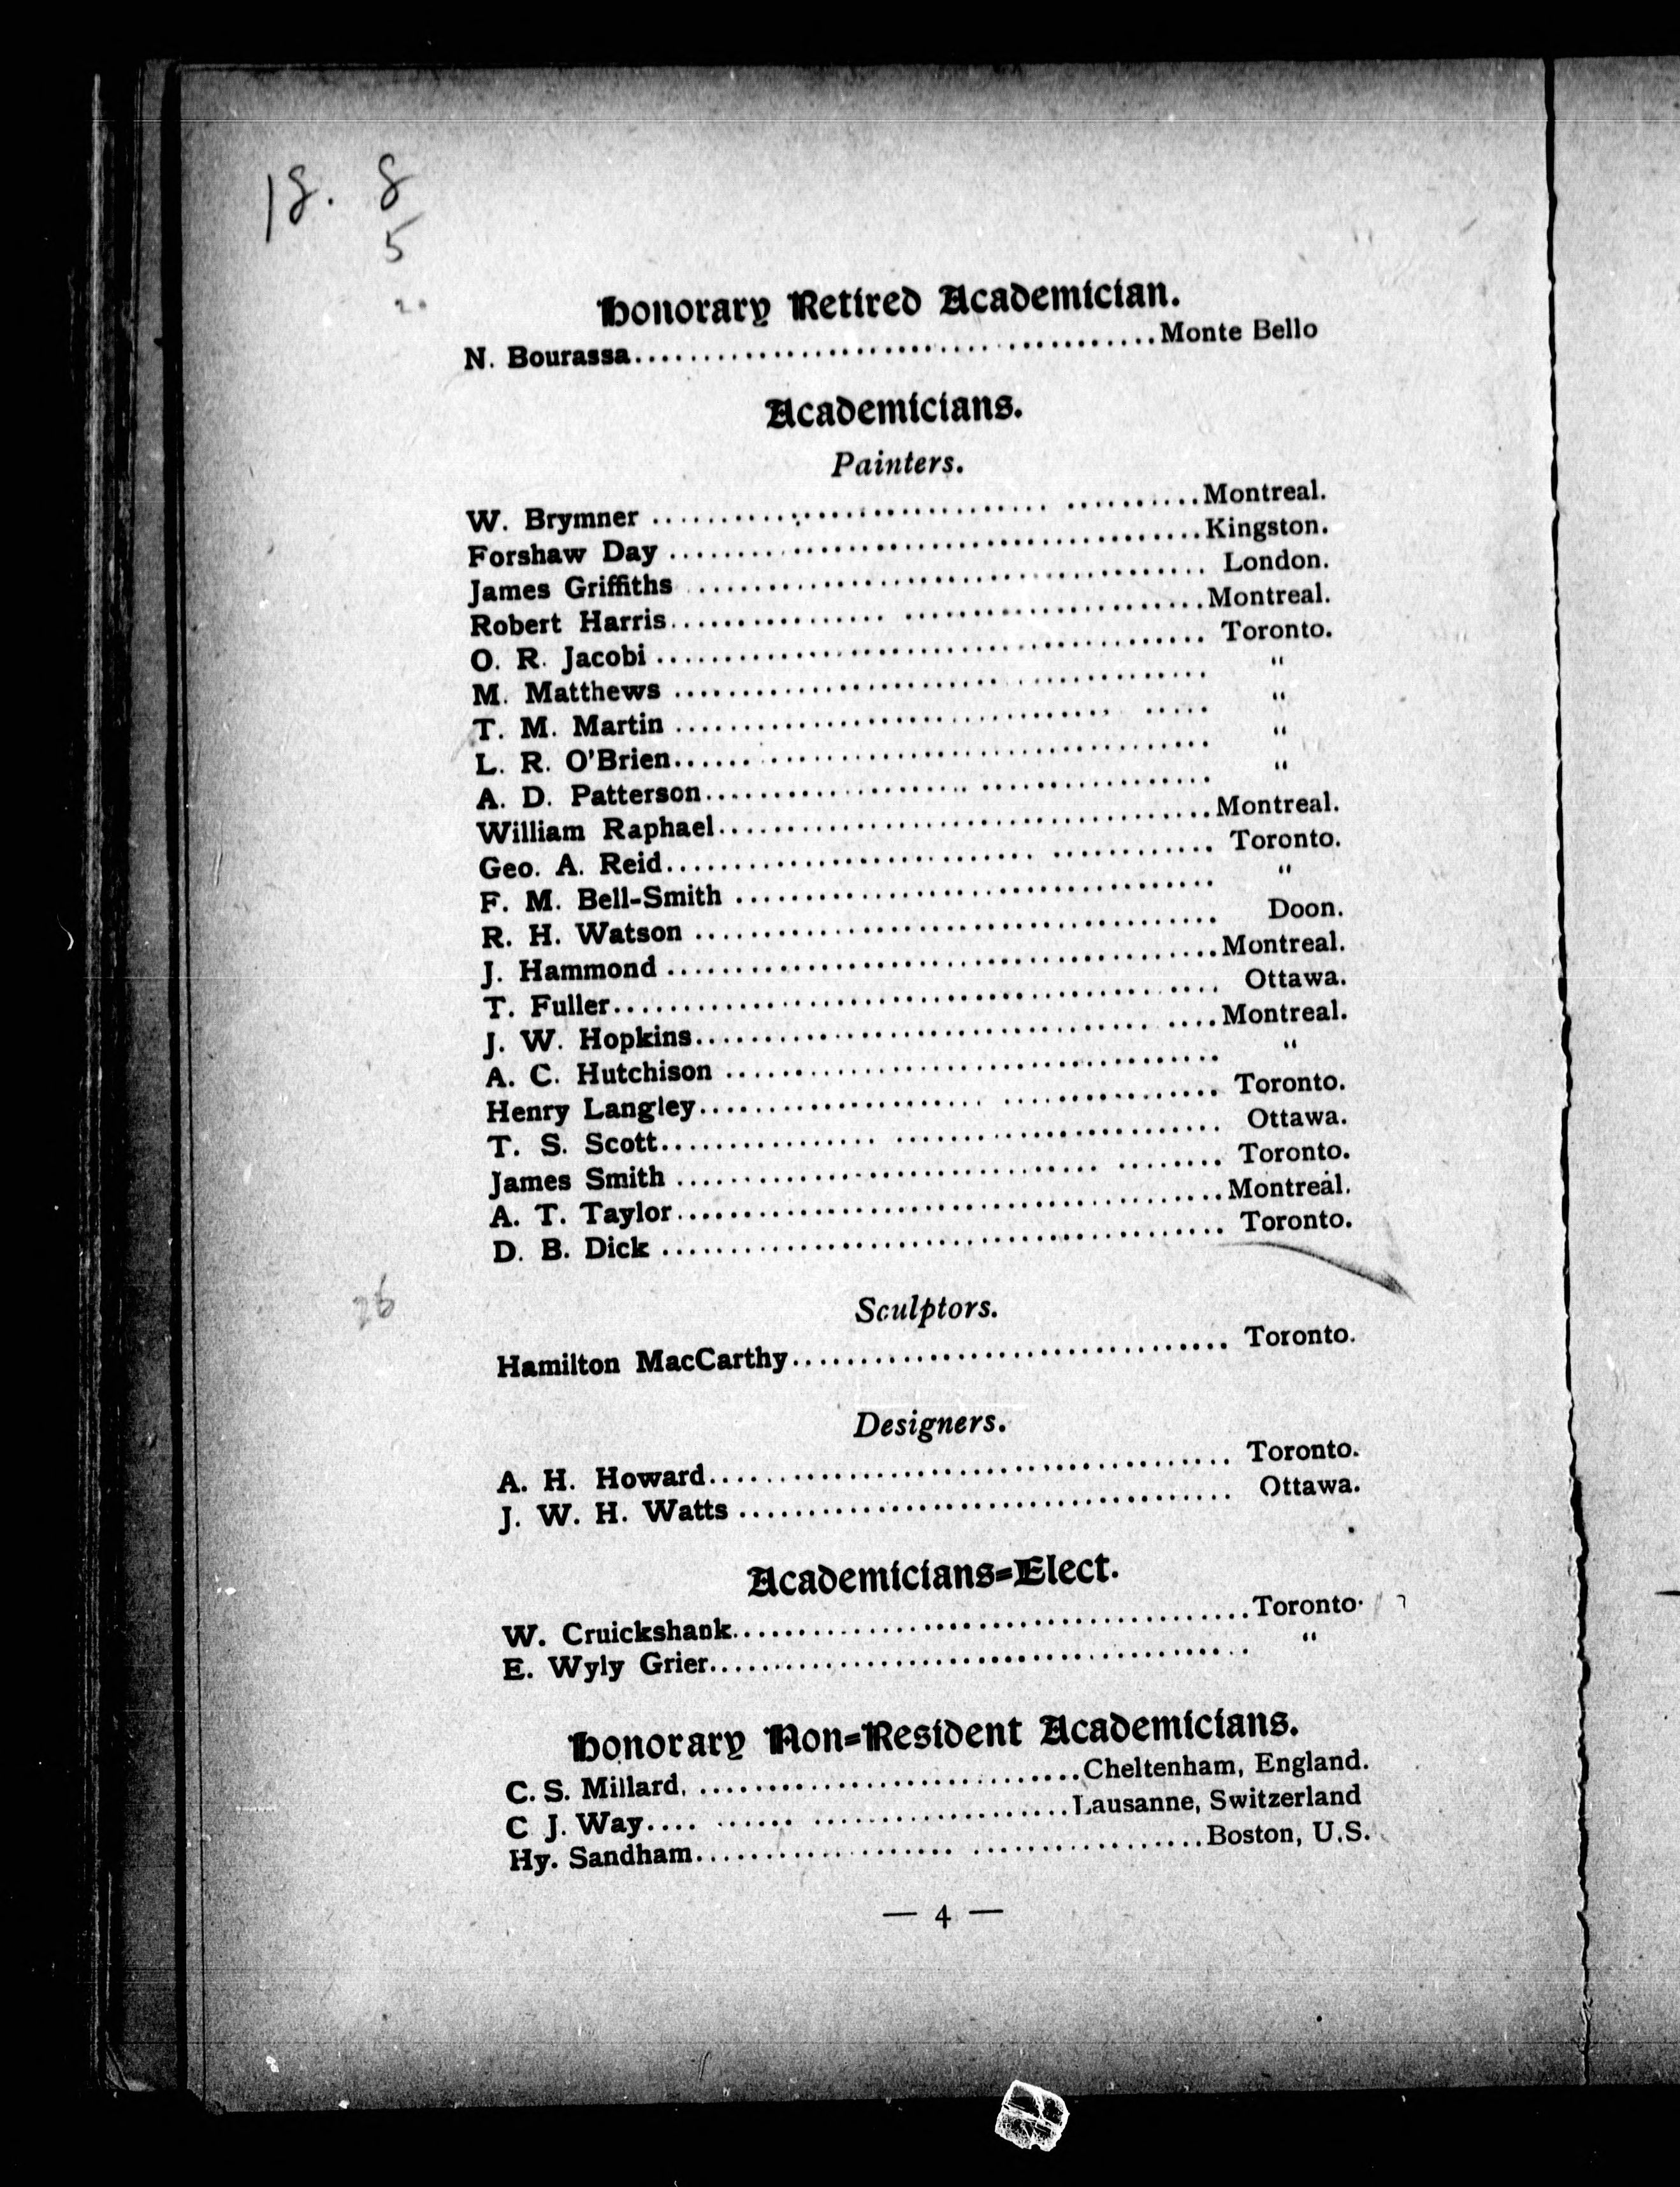 18. 8
5
2.
Honorary Retired Academician.
N. Bourassa........................................Monte Bello
Academicians.
Painters.
W. Brymner ........................................Montreal.
Forshaw Day ........................................Kingston.
James Griffiths ........................................ London.
Robert Harris........................................Montreal.
O. R. Jacobi ........................................ Toronto.
M. Matthews ........................................ "
T. M. Martin ........................................ "
L. R. O'Brien........................................ "
A. D. Patterson........................................ "
William Raphael........................................Montreal.
Geo. A. Reid........................................ Toronto.
F. M. Bell-Smith ........................................ "
R. H. Watson ........................................ Doon.
J. Hammond ........................................Montreal.
T. Fuller........................................ Ottawa.
J. W. Hopkins........................................Montreal.
A. C. Hutchison ........................................ "
Henry Langley........................................ Toronto.
T. S. Scott........................................ Ottawa.
James Smith ........................................ Toronto.
A. T. Taylor........................................Montreal.
D. B. Dick ........................................ Toronto.
Sculptors.
Hamilton MacCarthy........................................ Toronto.
Designers.
A. H. Howard........................................ Toronto.
J. W. H. Watts ........................................ Ottawa.
Academicians-Elect.
W. Cruickshank........................................Toronto.
E. Wyly Grier........................................ "
Honorary Non-Resident Academicians.
C. S. Millard. ..............................Cheltenham, England.
C J. Way.... ..............................Lausanne, Switzerland
Hy. Sandham........................................Boston, U.S.
— 4 —